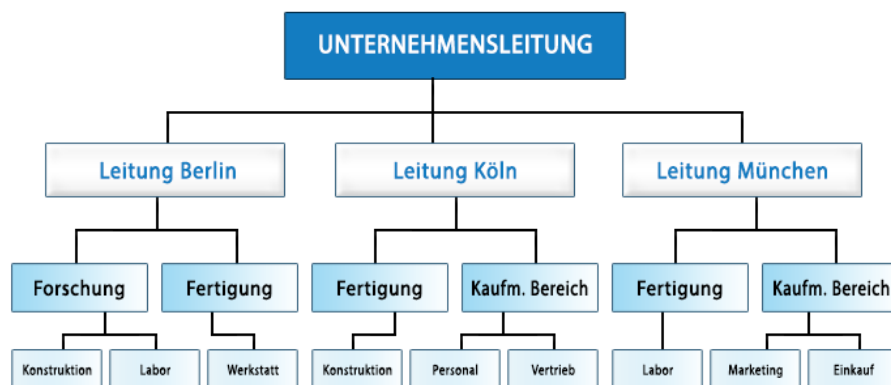 UNTERNEHMENSLEITUNG
Leitung Berlin
Leitung Köln
Leitung München
Forschung
Fertigung
Fertigung
Kaufm. Bereich
Fertigung
Kaufm. Bereich
Konstruktion
Labor
Werkstatt
Konstruktion
Personal
Vertrieb
Labor
Marketing
Einkauf